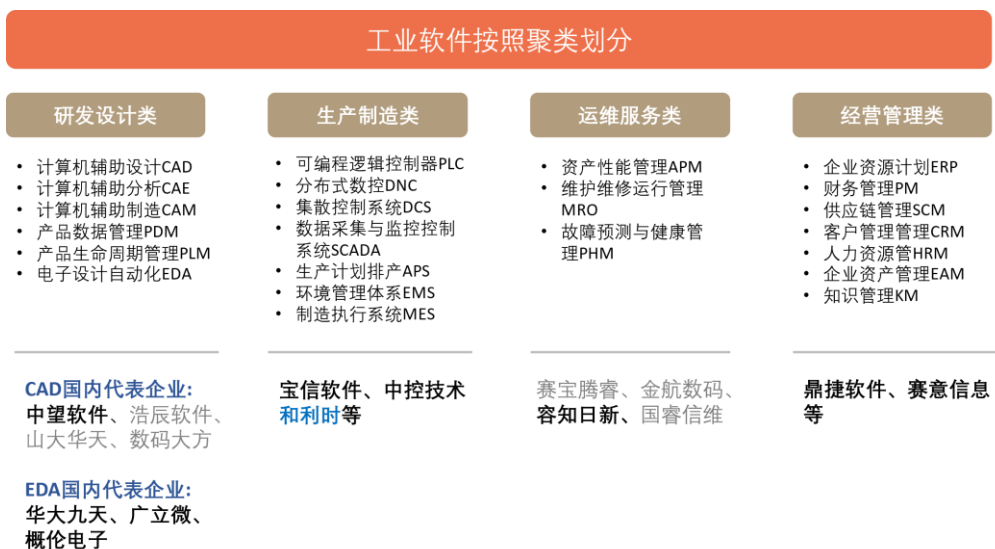 工业软件按照聚类划分
研发设计类
• 计算机辅助设计CAD
• 计算机辅助分析CAE
• 计算机辅助制造CAM
• 产品数据管理PDM
• 产品生命周期管理PLM
• 电子设计自动化EDA
CAD国内代表企业:
中望软件、浩辰软件、
山大华天、数码大方
EDA国内代表企业:
华大九天、广立微、
概伦电子
生产制造类
• 可编程逻辑控制器PLC
• 分布式数控DNC
• 集散控制系统DCS
• 数据采集与监控控制
系统SCADA
• 生产计划排产APS
• 环境管理体系EMS
• 制造执行系统MES
宝信软件、中控技术
和利时等
运维服务类
• 资产性能管理APM
• 维护维修运行管理
MRO
• 故障预测与健康管
理PHM
赛宝腾睿、金航数码、
容知日新、国睿信维
经营管理类
• 企业资源计划ERP
• 财务管理PM
• 供应链管理SCM
• 客户管理管理CRM
• 人力资源管HRM
• 企业资产管理EAM
• 知识管理KM
鼎捷软件、赛意信息
等